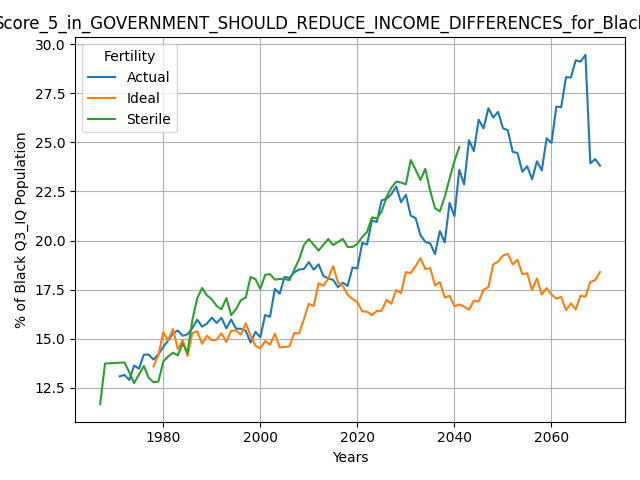 Score_5_in_GOVERNMENT_SHOULD_REDUCE_INCOME_DIFFERENCES_for_Black
30.0
27.5
25.0
22.5
20.0
17.5
15.0
12.5
% of Black Q3_IQ Population
Fertility
Actual
Ideal
Sterile
1980
2000
2020
2040
2060
Years